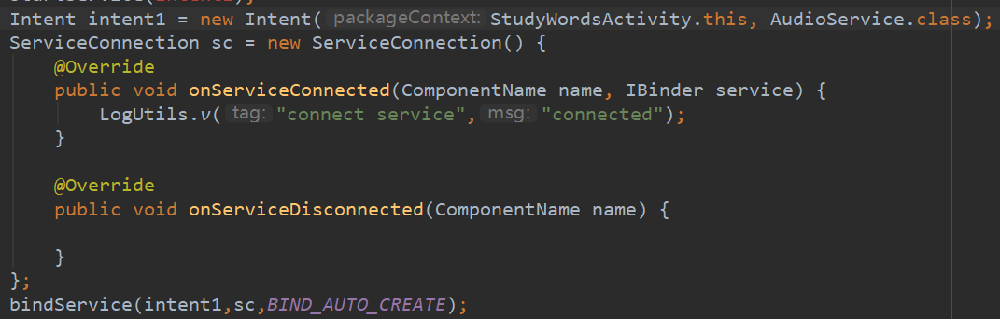 Intent intent1 = new Intent( packageContext: StudyWordsActivity.this, AudioService.class);
ServiceConnection sc = new ServiceConnection() {
@Override
public void onServiceConnected(ComponentName name, IBinder service) {
LogUtils.v( tag: "connect service", msg: "connected");
}
@Override
public void onServiceDisconnected(ComponentName name) {
}
};
bindService(intent1,sc,BIND_AUTO_CREATE);